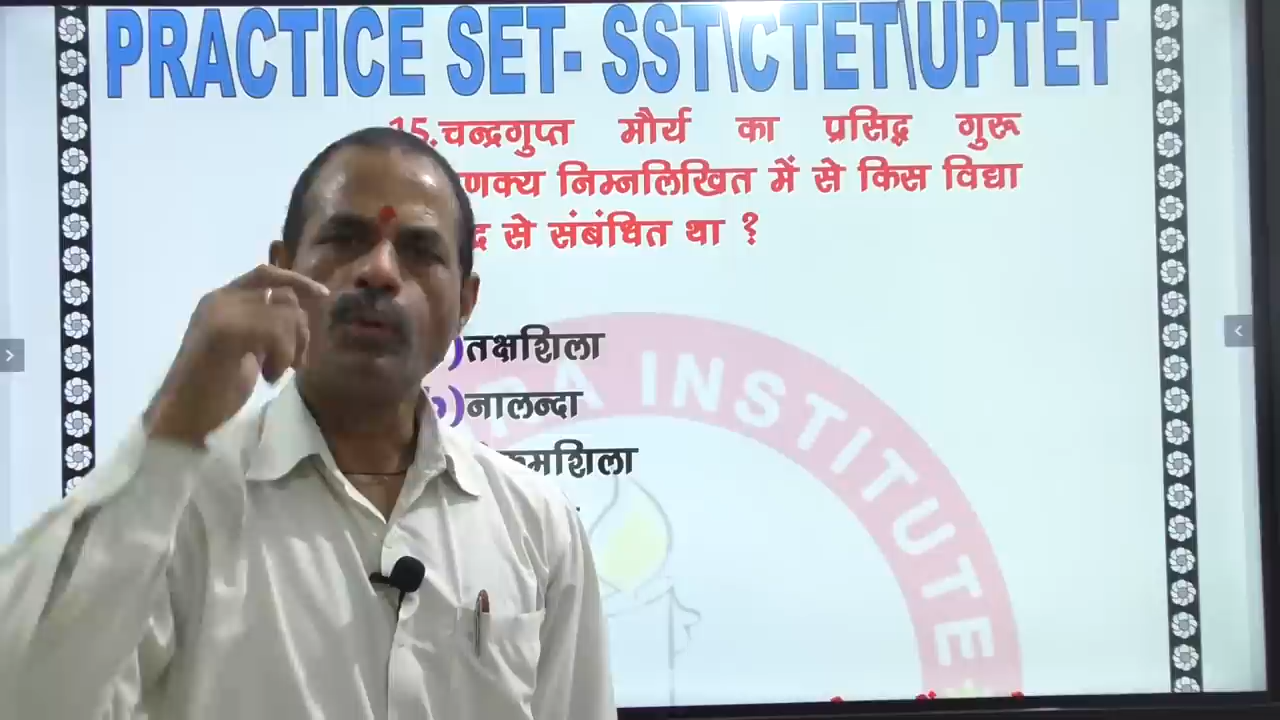 PRACTICE SET- SST\CTET\UPTET
15.चन्द्रगुप्त मौर्य का प्रसिद्ध गुरू
णक्य निम्नलिखित में से किस विद्या
से संबंधित था ?
)तक्षशिला
)नालन्दा
मशिला
INSTITUTE